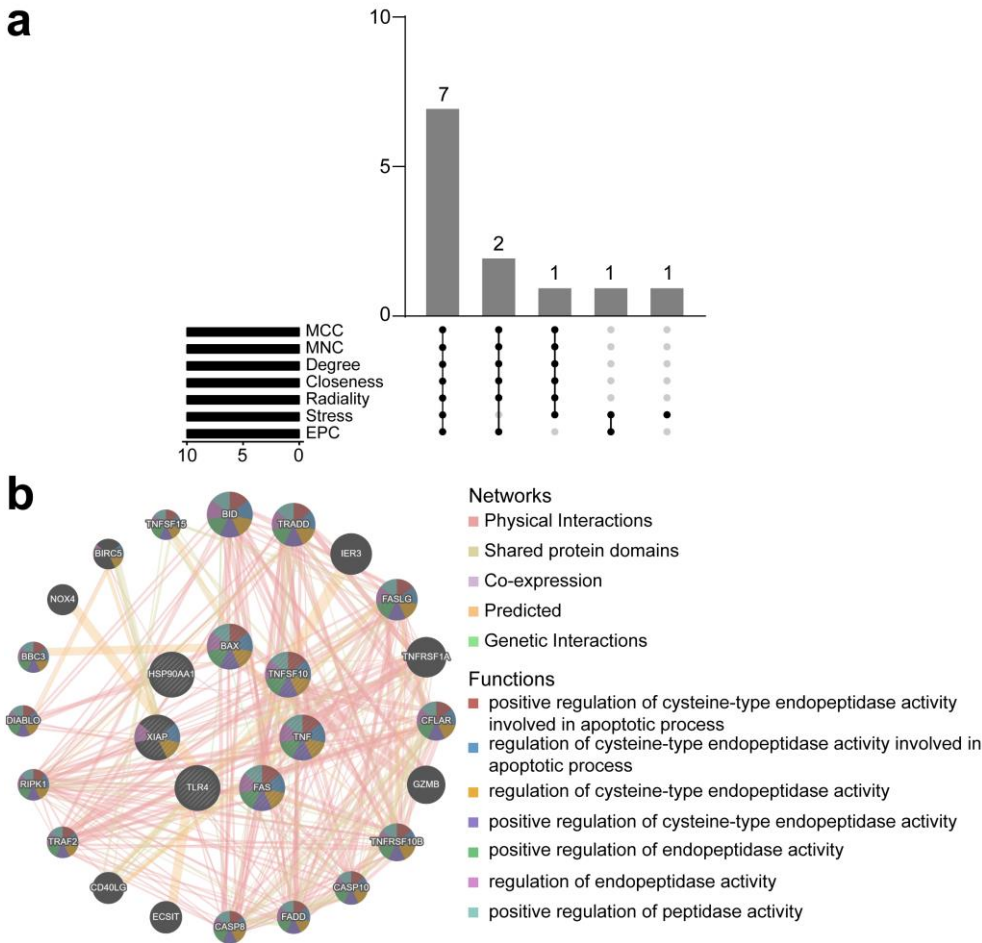 a
10
5
0
7
2
1
1
1
MCC
MNC
Degree
Closeness
Radiality
Stress
EPC
10
5
0
b
BID
TRADD
IER3
FASLG
TNFRSF1A
CFLAR
GZMB
TNFRSF10B
CASP10
FADD
CASP8
ECSIT
CD40LG
TRAF2
RIPK1
DIABLO
BBC3
NOX4
BIRC5
TNFSF15
BAX
HSP90AA1
TNFSF10
XIAP
TNF
TLR4
FAS
Networks
Physical Interactions
Shared protein domains
Co-expression
Predicted
Genetic Interactions
Functions
positive regulation of cysteine-type endopeptidase activity
involved in apoptotic process
regulation of cysteine-type endopeptidase activity involved in
apoptotic process
regulation of cysteine-type endopeptidase activity
positive regulation of cysteine-type endopeptidase activity
positive regulation of endopeptidase activity
regulation of endopeptidase activity
positive regulation of peptidase activity